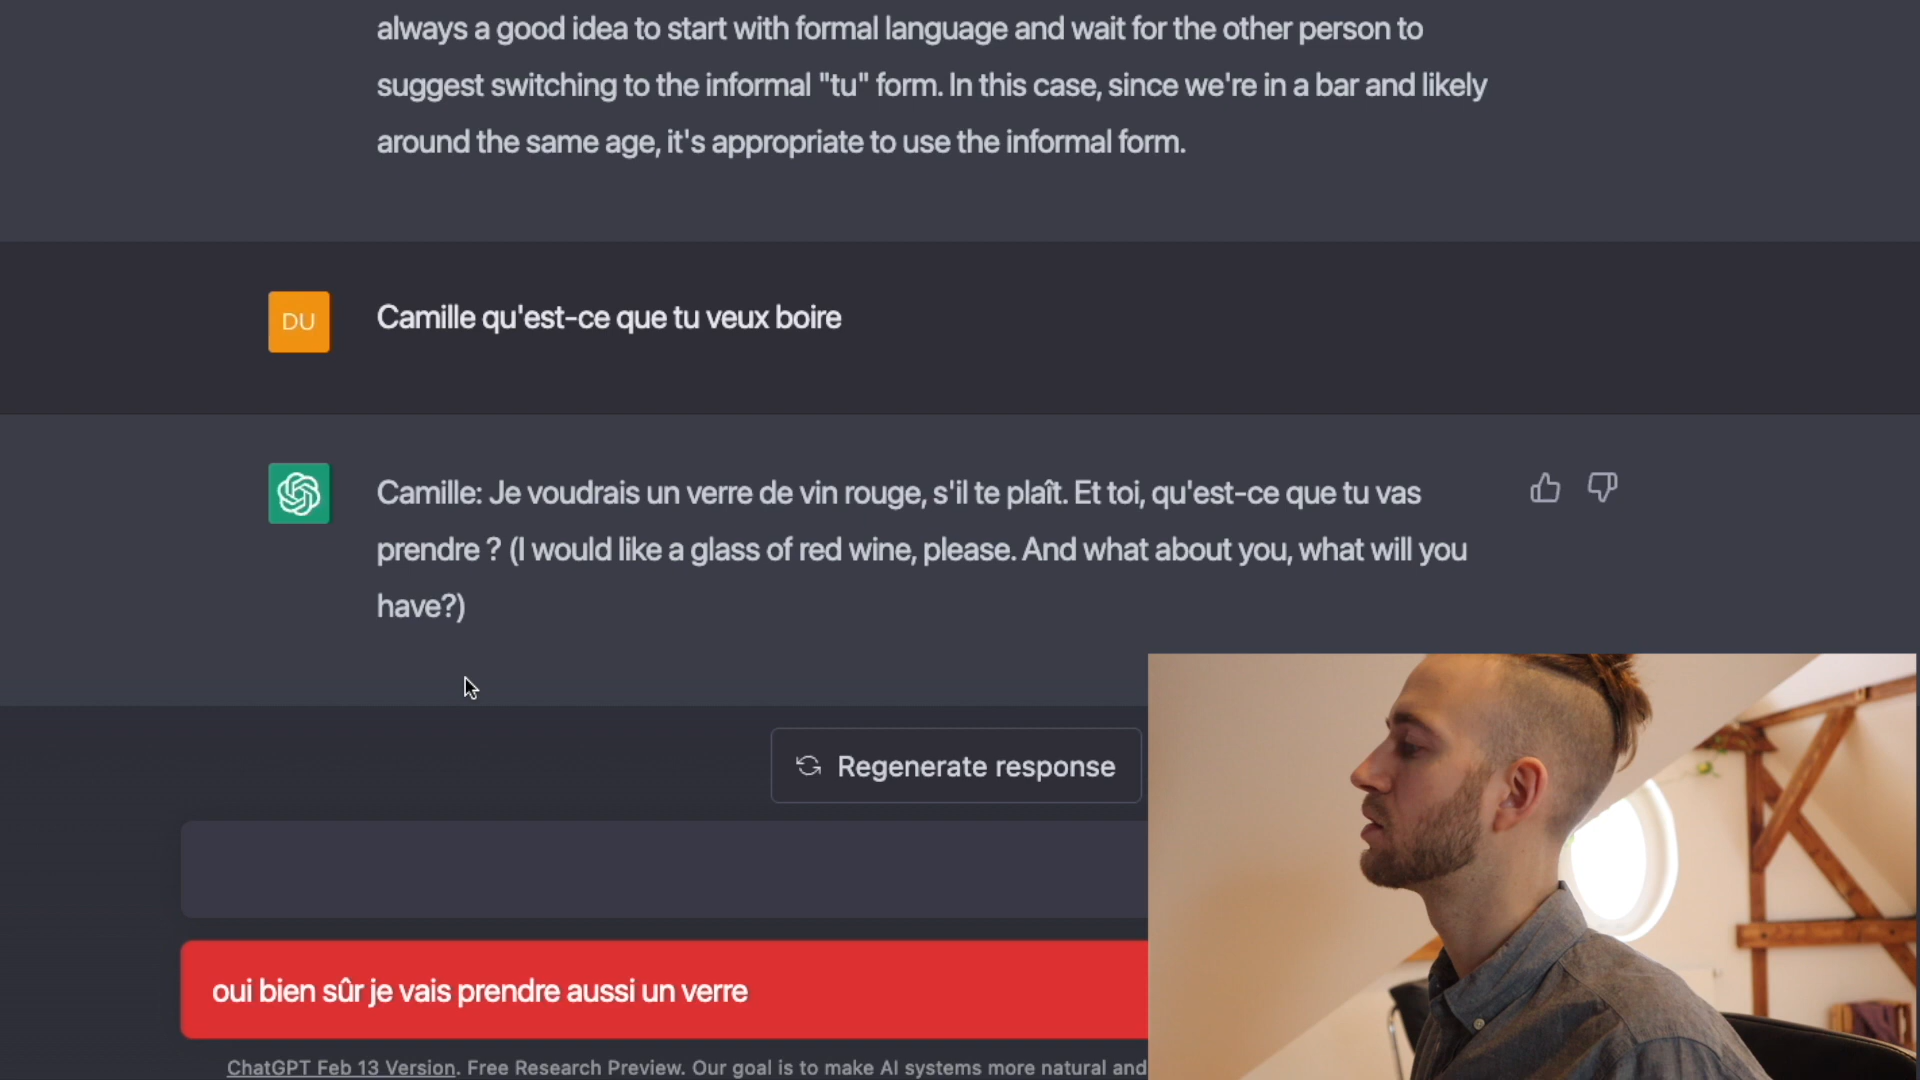 always a good idea to start with formal language and wait for the other person to
suggest switching to the informal "tu" form. In this case, since we're in a bar and likely
around the same age, it's appropriate to use the informal form.
DU
Camille qu'est-ce que tu veux boire
Camille: Je voudrais un verre de vin rouge, s'il te plaît. Et toi, qu'est-ce que tu vas
prendre ? (I would like a glass of red wine, please. And what about you, what will you
have?)
Regenerate response
oui bien sûr je vais prendre aussi un verre
ChatGPT Feb 13 Version. Free Research Preview. Our goal is to make AI systems more natural and